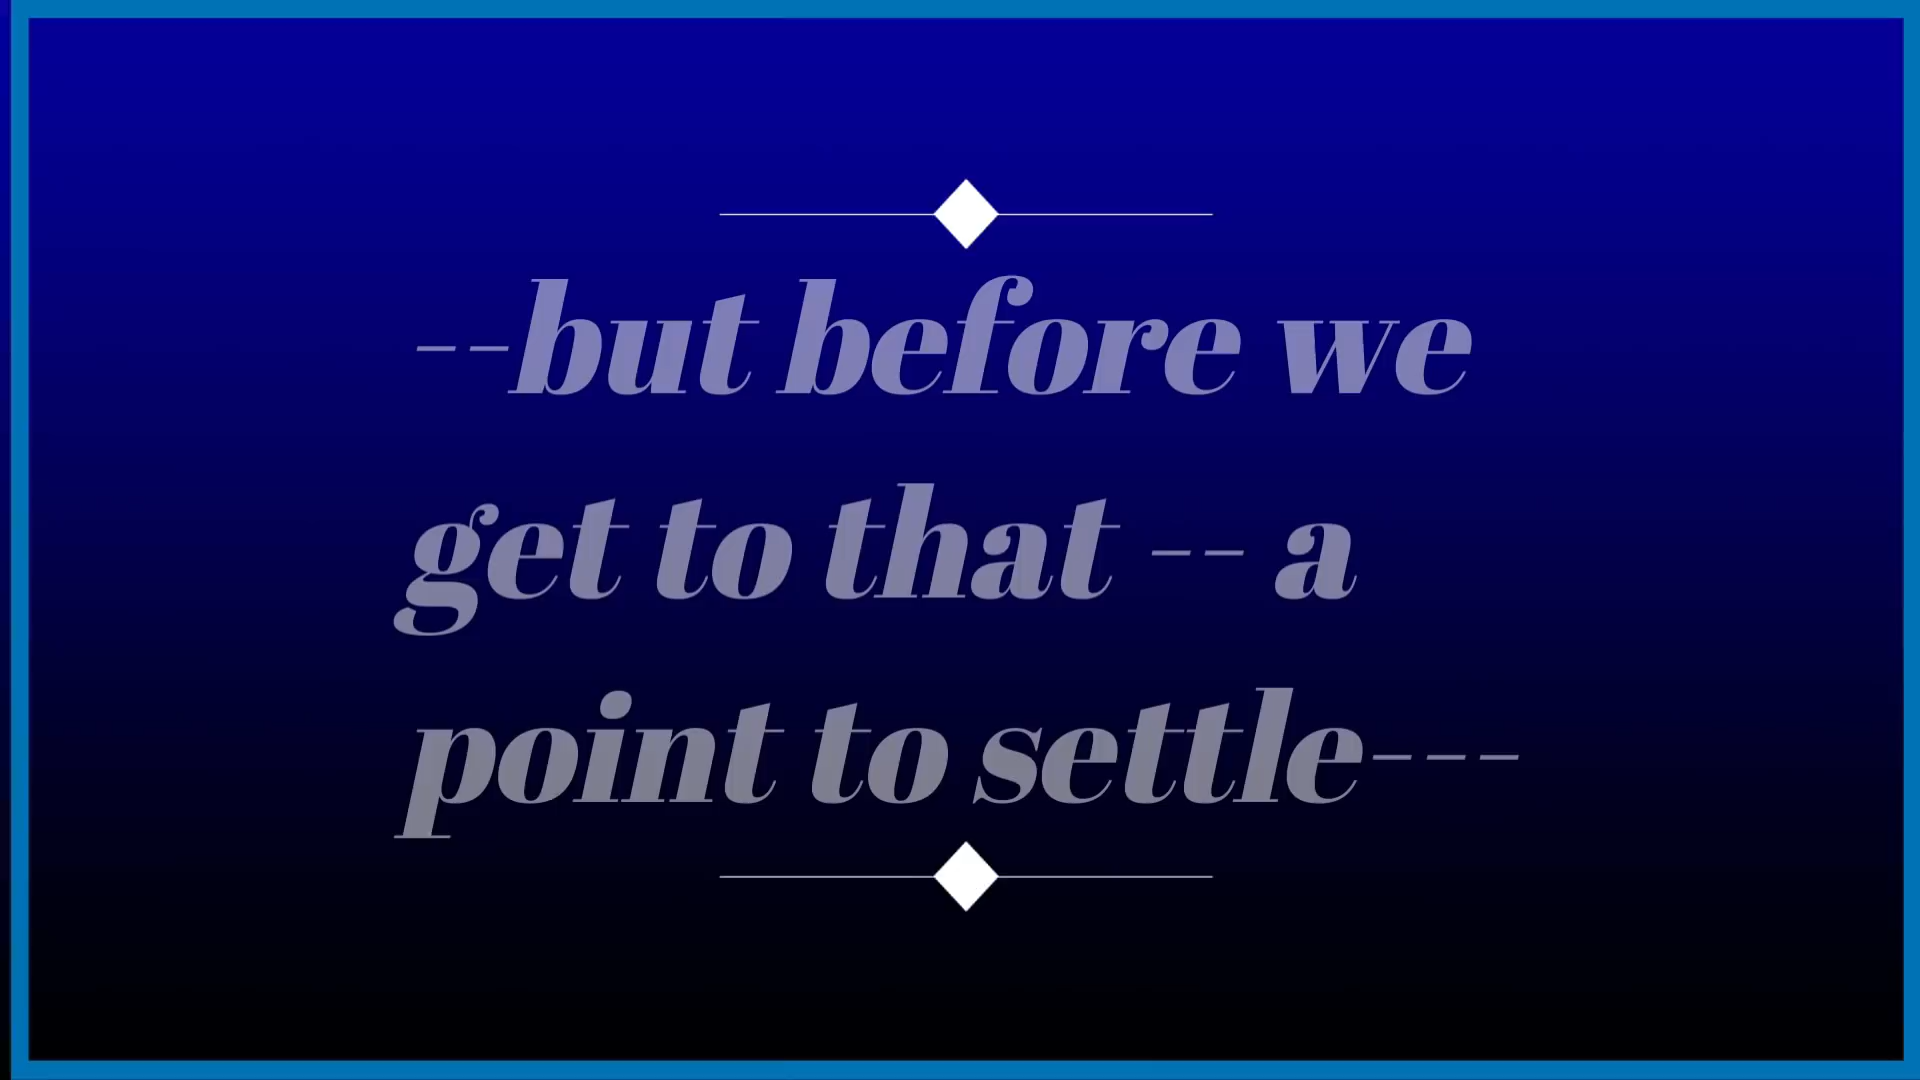 --but before we
get to that -- a
point to settle---